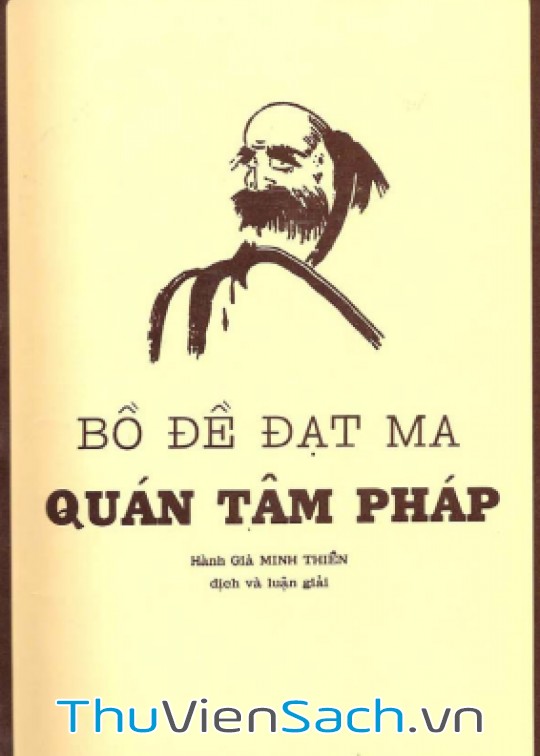 BỒ ĐỀ ĐẠT MA
QUÁN TÂM PHÁP
Hành Giả MINH THIỀN
dịch và luận giải
ThuVienSach.vn